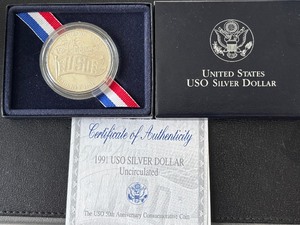 USO
UNITED STATES
USO SILVER DOLLAR
Certificate of Authenticity
1991 USO SILVER DOLLAR
Uncirculated
The USO 50th Anniversary Commemorative Coin